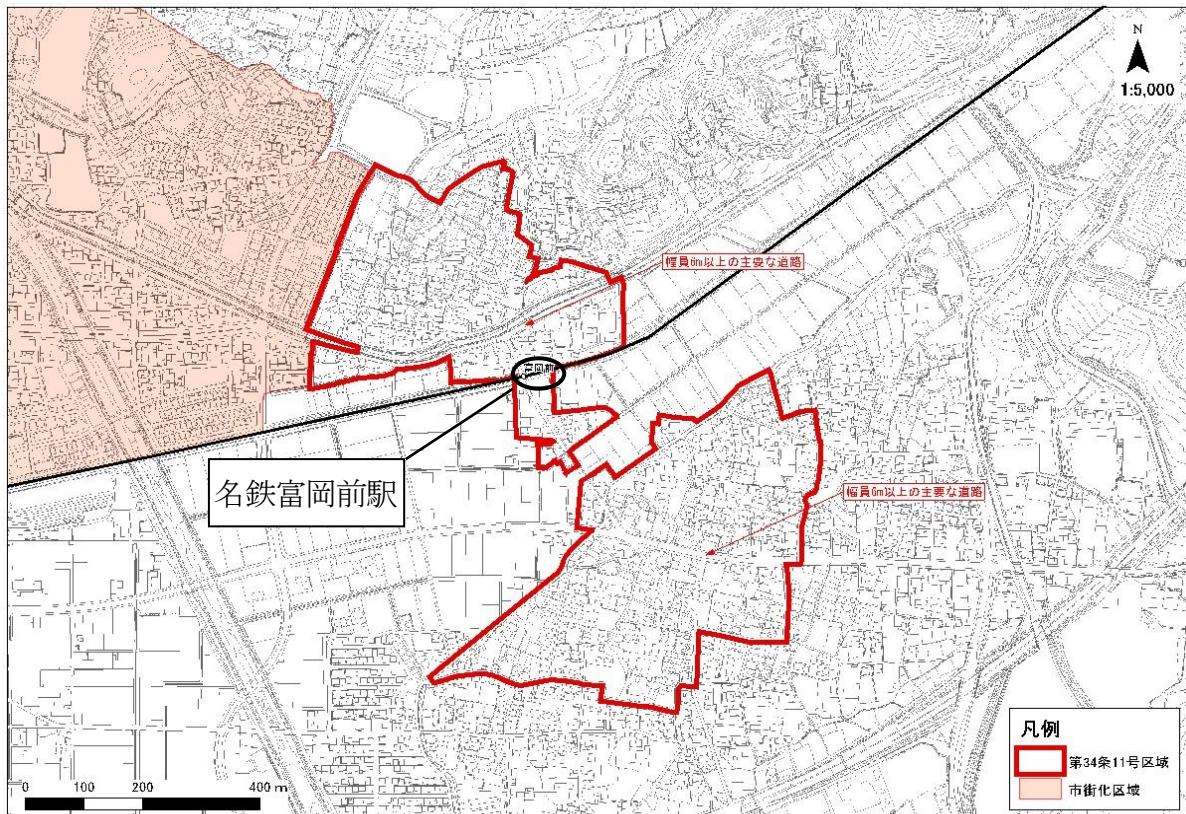 N
1:5,000
幅員6m以上の主要な道路
富岡前
名鉄富岡前駅
幅員6m以上の主要な道路
凡例
第34条11号区域
市街化区域
0 100 200 400 m